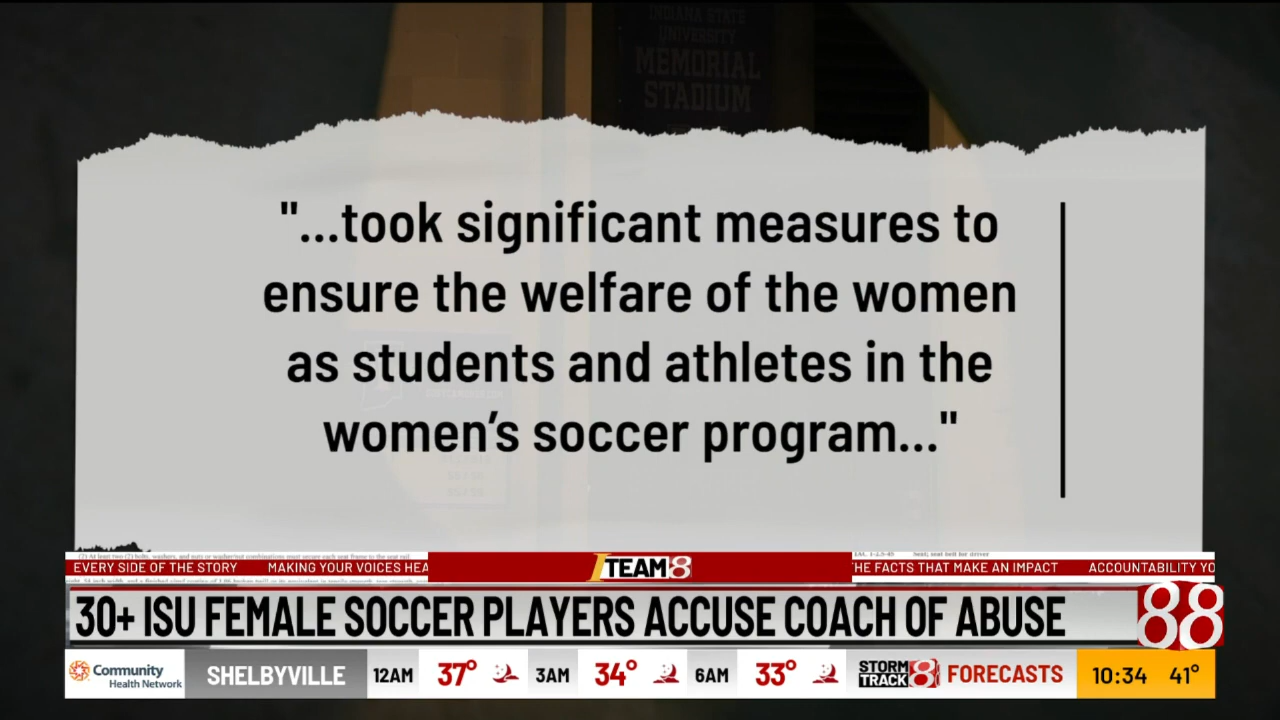 INDIANA STATE
UNIVERSITY
MEMORIAL
STADIUM
"...took significant measures to
ensure the welfare of the women
as students and athletes in the
women’s soccer program..."
EVERY SIDE OF THE STORY MAKING YOUR VOICES HEA
I TEAM 8
HE FACTS THAT MAKE AN IMPACT ACCOUNTABILITY YO
30+ ISU FEMALE SOCCER PLAYERS ACCUSE COACH OF ABUSE
88
Community
Health Network
SHELBYVILLE
12AM 37° 3AM 34° 6AM 33°
STORM
TRACK 8
FORECASTS
10:34 41°